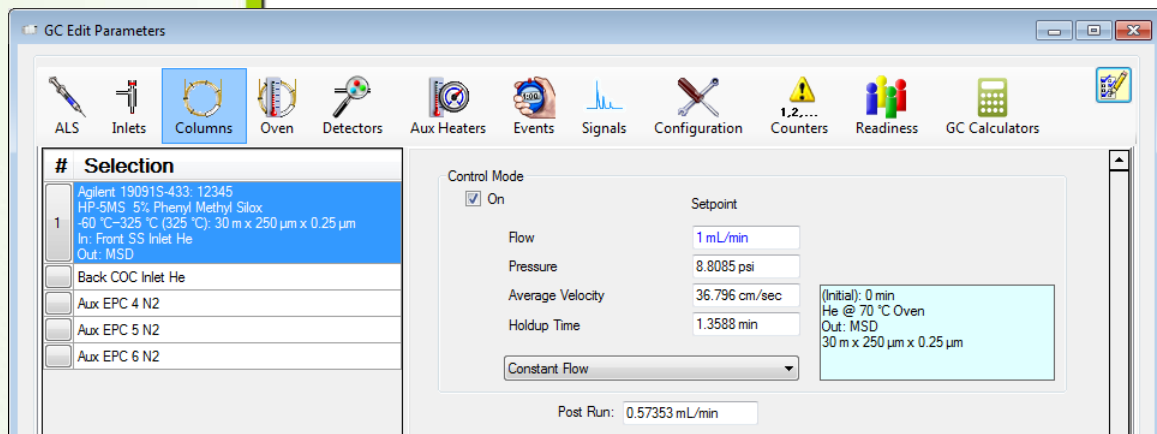 GC Edit Parameters
ALS Inlets Columns Oven Detectors Aux Heaters Events Signals Configuration Counters Readiness GC Calculators
1:00
1,2,...
# Selection
1
Agilent 19091S-433: 12345
HP-5MS 5% Phenyl Methyl Silox
-60 °C–325 °C (325 °C): 30 m x 250 µm x 0.25 µm
In: Front SS Inlet He
Out: MSD
Back COC Inlet He
Aux EPC 4 N2
Aux EPC 5 N2
Aux EPC 6 N2
Control Mode
On
Setpoint
Flow 1 mL/min
Pressure 8.8085 psi
Average Velocity 36.796 cm/sec
Holdup Time 1.3588 min
(Initial): 0 min
He @ 70 °C Oven
Out: MSD
30 m x 250 µm x 0.25 µm
Constant Flow
Post Run: 0.57353 mL/min